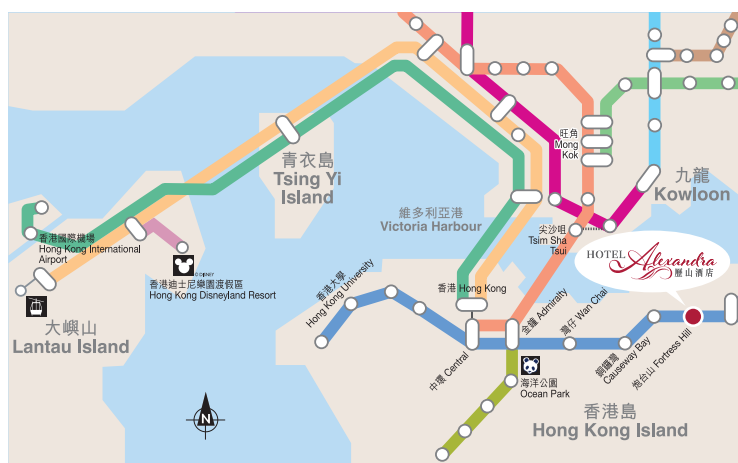 青衣島
Tsing Yi
Island
旺角
Mong
Kok
九龍
Kowloon
維多利亞港
Victoria Harbour
尖沙咀
Tsim Sha
Tsui
HOTEL Alexandra
歷山酒店
香港國際機場
Hong Kong International
Airport
© DISNEY
香港迪士尼樂園渡假區
Hong Kong Disneyland Resort
大嶼山
Lantau Island
香港大學
Hong Kong University
香港 Hong Kong
中環 Central
金鐘 Admiralty
灣仔 Wan Chai
銅鑼灣
Causeway Bay
炮台山 Fortress Hill
海洋公園
Ocean Park
香港島
Hong Kong Island
N